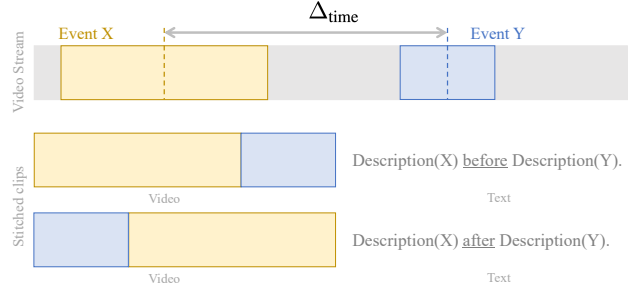 Δtime
Event X
Event Y
Video Stream
Stitched clips
Description(X) before Description(Y).
Video
Text
Description(X) after Description(Y).
Video
Text